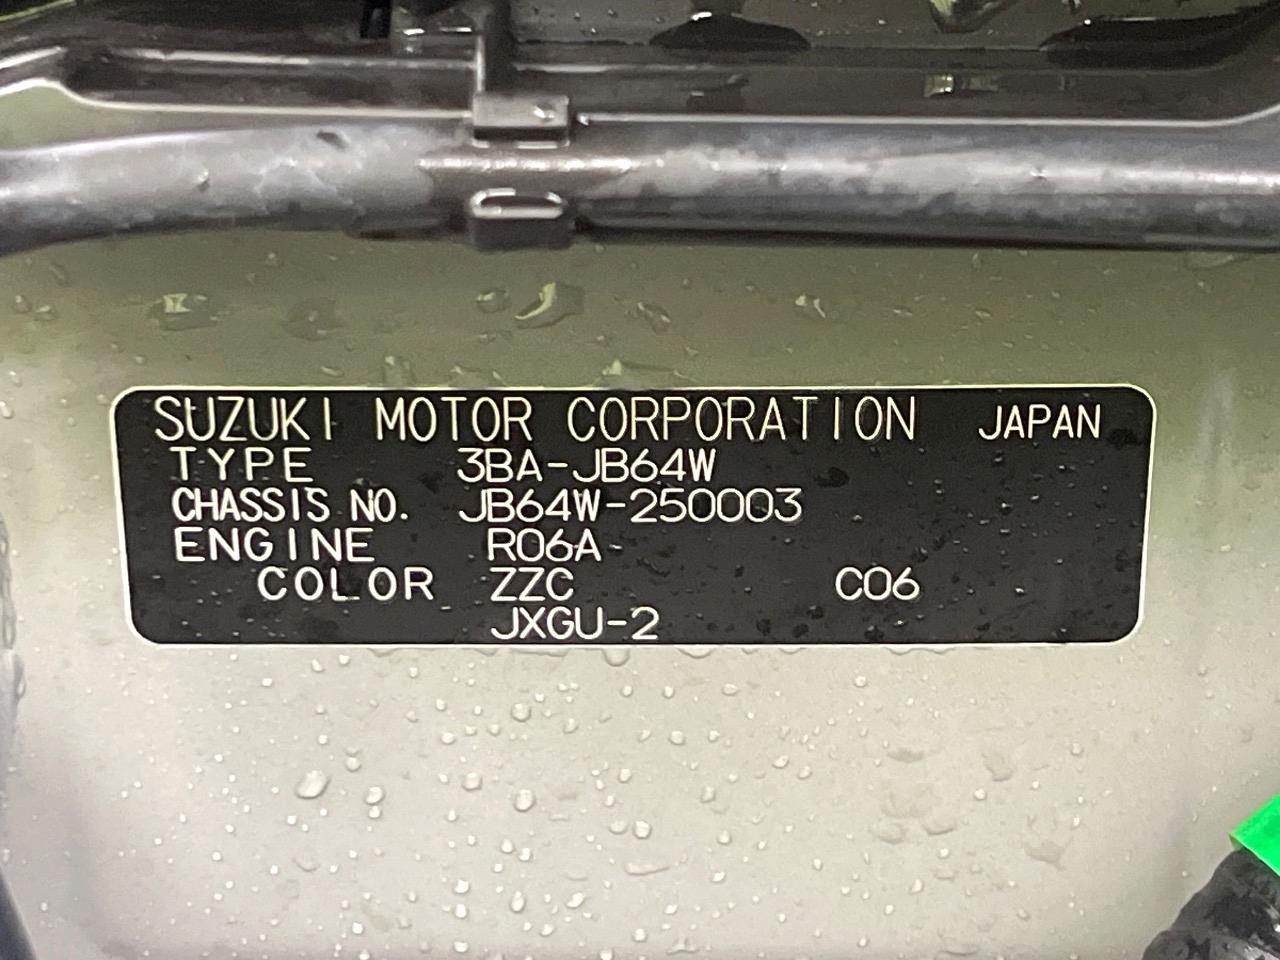 SUZUKI MOTOR CORPORATION JAPAN
TYPE 3BA-JB64W
CHASSIS NO. JB64W-250003
ENGINE R06A
COLOR ZZC C06
JXGU-2